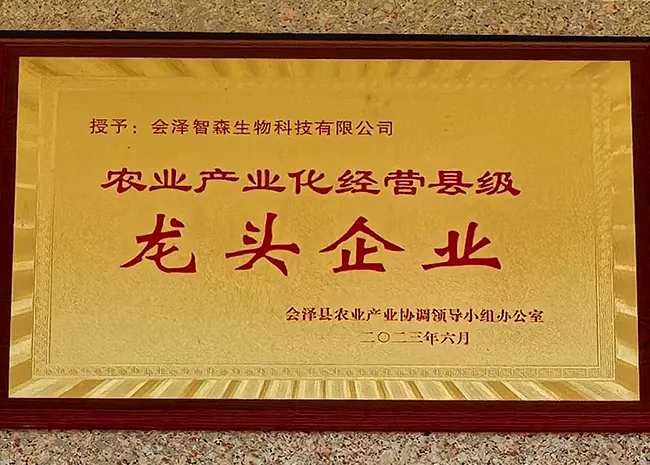 授予：会泽智森生物科技有限公司
农业产业化经营县级
龙头企业
会泽县农业产业协调领导小组办公室
二〇二三年六月